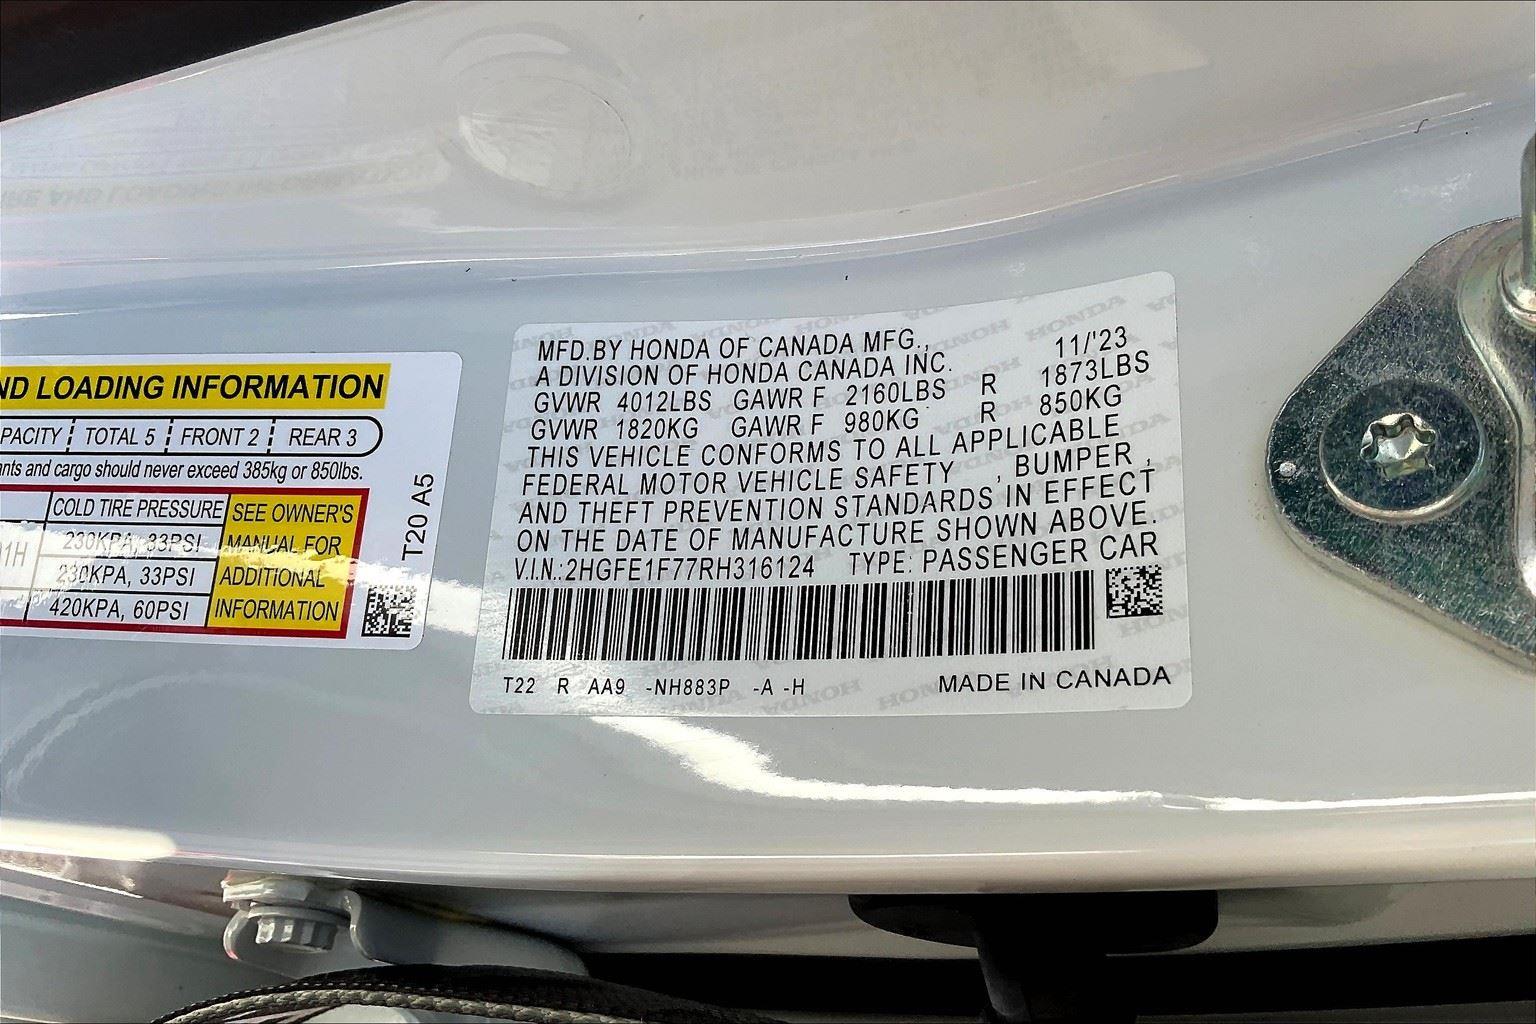 ND LOADING INFORMATION
PACITY TOTAL 5 FRONT 2 REAR 3
ants and cargo should never exceed 385kg or 850lbs.
COLD TIRE PRESSURE SEE OWNER'S
01H 230KPA, 33PSI MANUAL FOR
230KPA, 33PSI ADDITIONAL
420KPA, 60PSI INFORMATION
T20 A5
MFD.BY HONDA OF CANADA MFG., 11/'23
A DIVISION OF HONDA CANADA INC.
GVWR 4012LBS GAWR F 2160LBS R 1873LBS
GVWR 1820KG GAWR F 980KG R 850KG
THIS VEHICLE CONFORMS TO ALL APPLICABLE
FEDERAL MOTOR VEHICLE SAFETY , BUMPER ,
AND THEFT PREVENTION STANDARDS IN EFFECT
ON THE DATE OF MANUFACTURE SHOWN ABOVE.
V.I.N.:2HGFE1F77RH316124 TYPE: PASSENGER CAR
T22 R AA9 -NH883P -A -H MADE IN CANADA